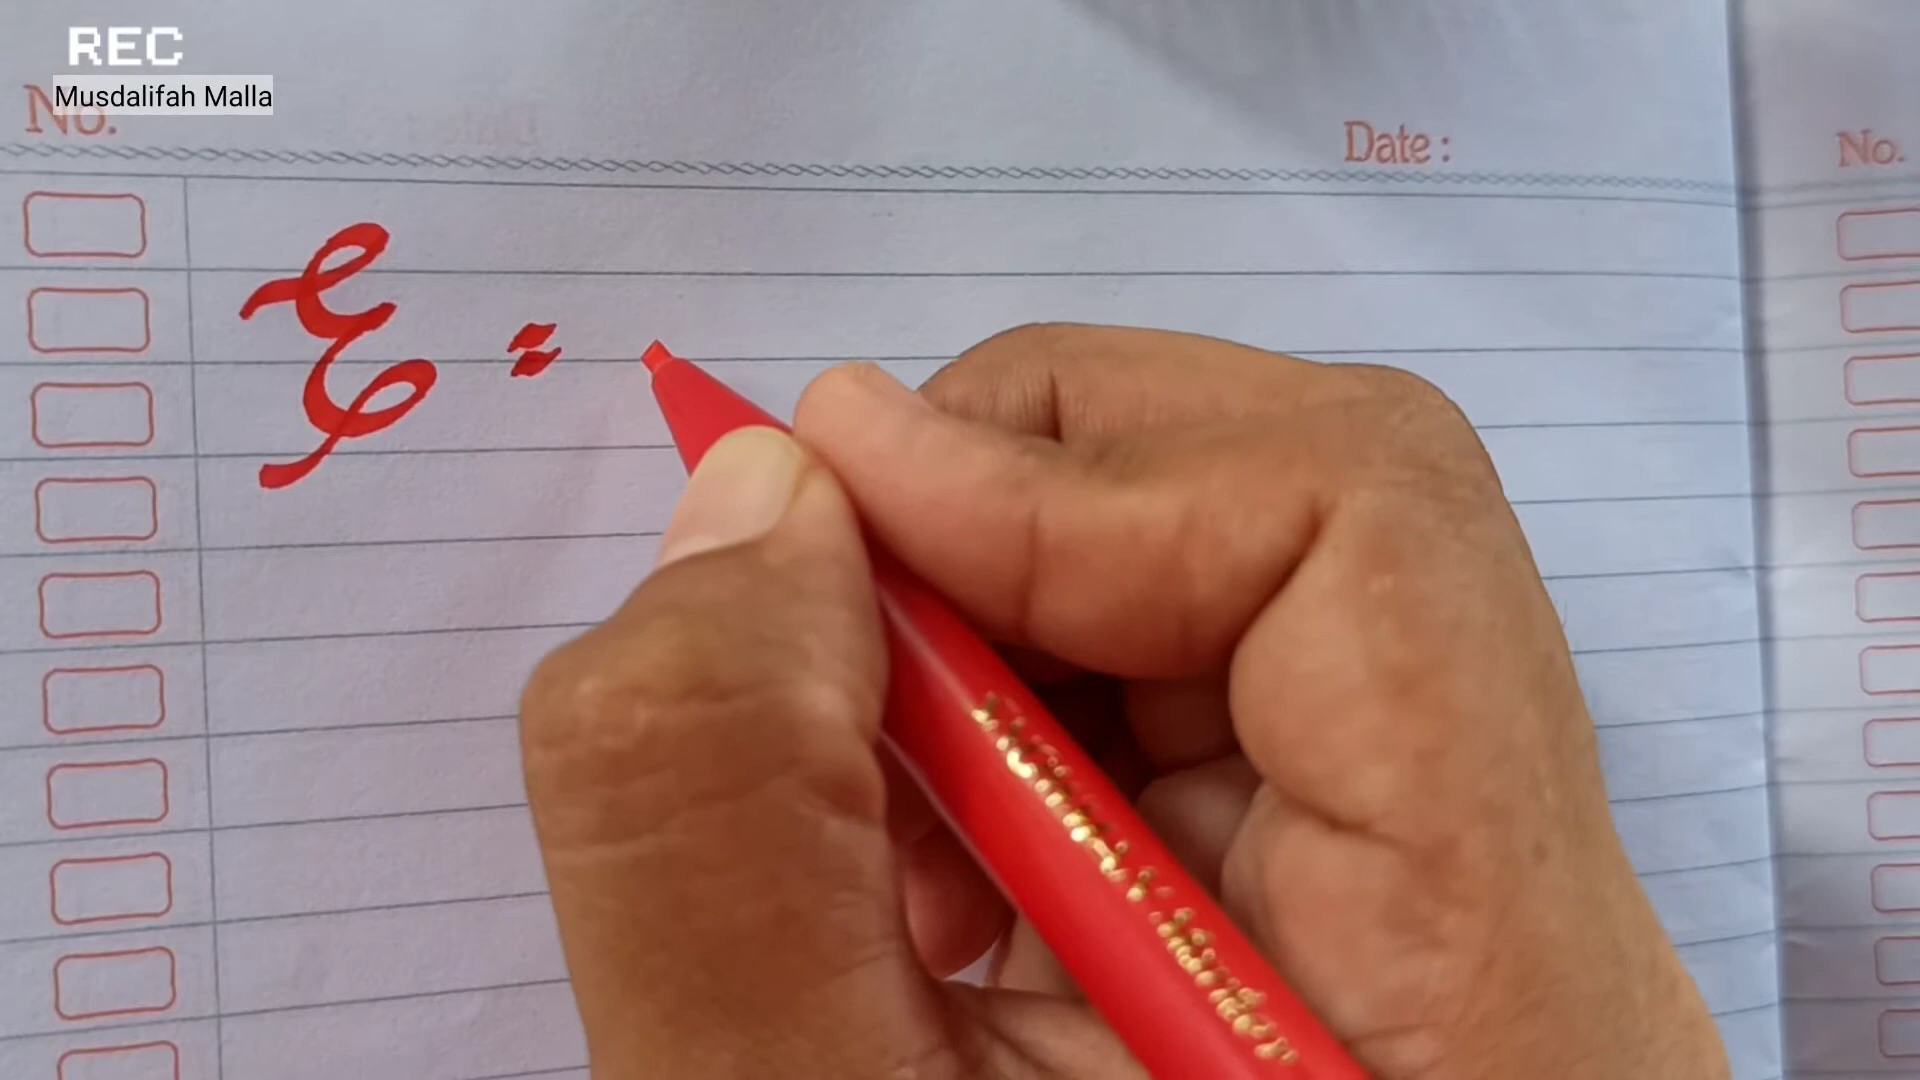 REC
Musdalifah Malla
No.
Date :
No.
E =